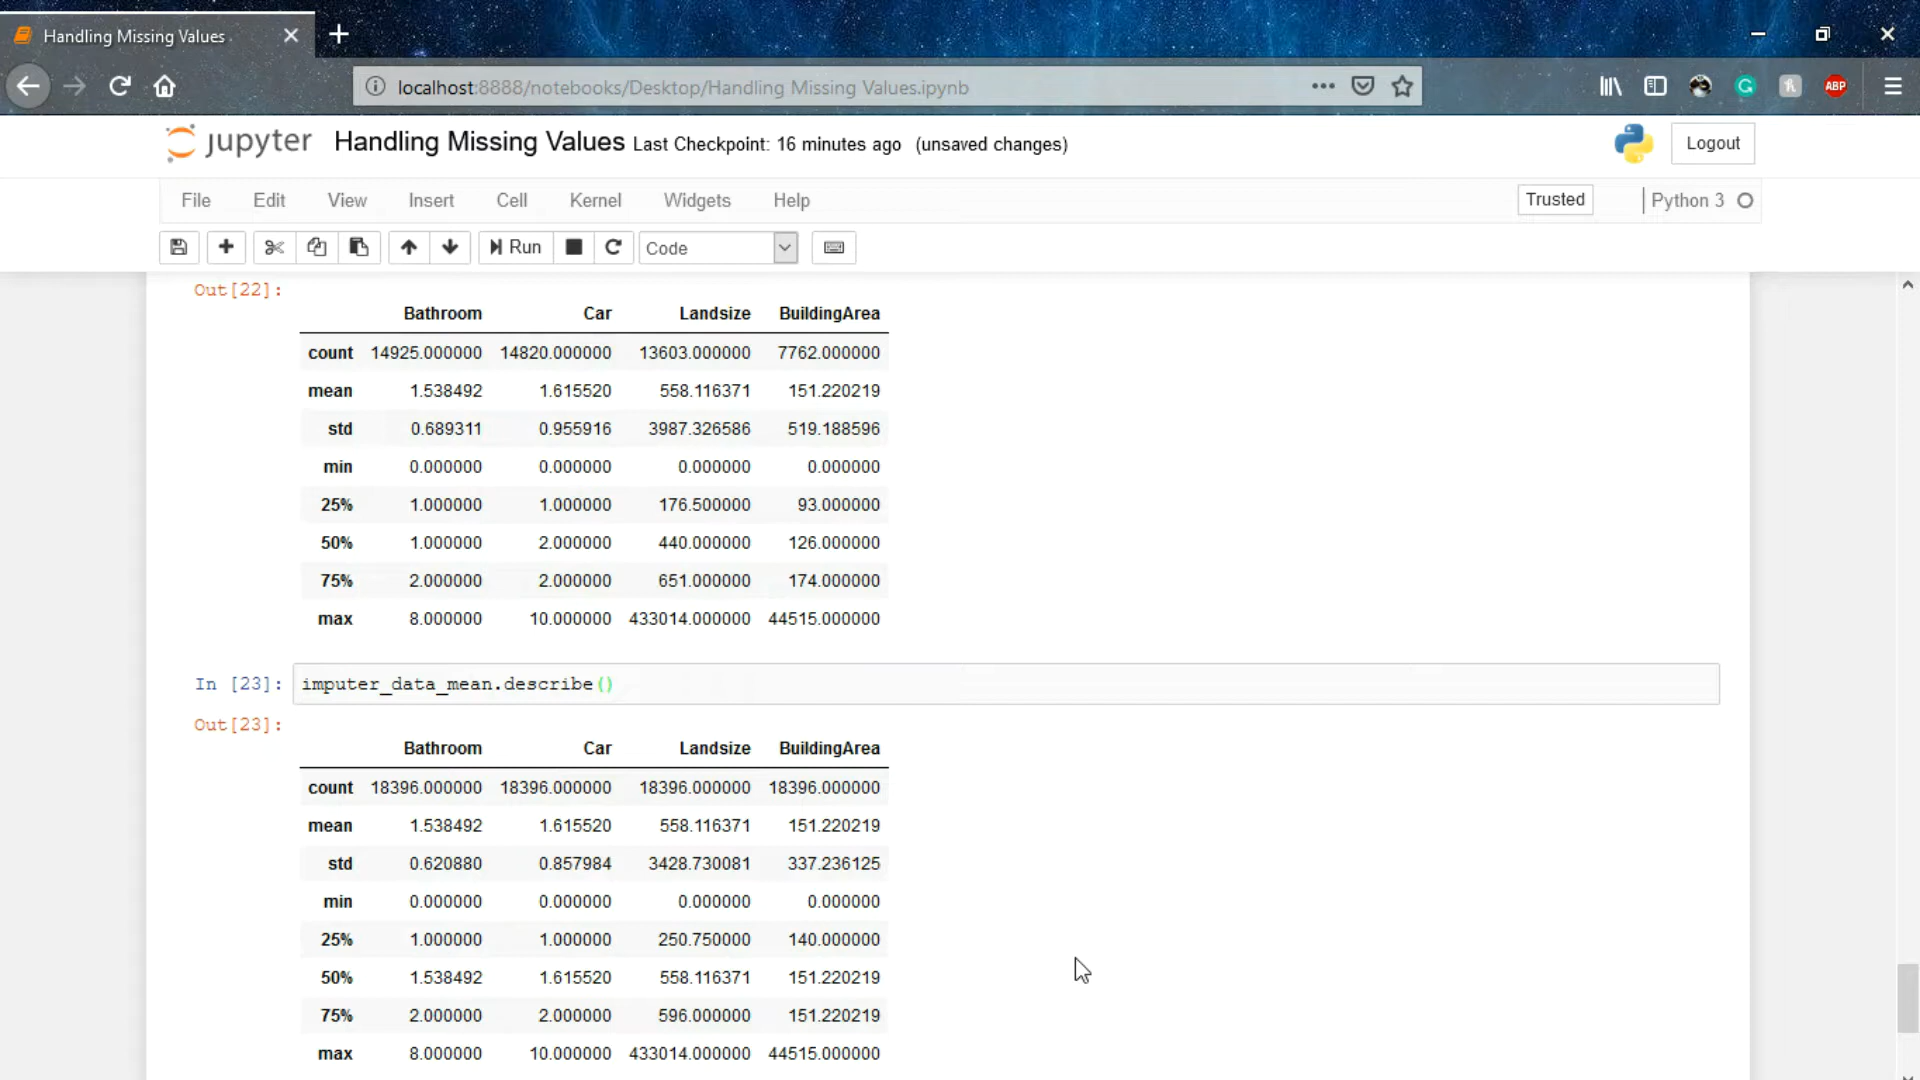 Handling Missing Values
localhost:8888/notebooks/Desktop/Handling Missing Values.ipynb
ABP
jupyter Handling Missing Values Last Checkpoint: 16 minutes ago (unsaved changes)
Logout
File Edit View Insert Cell Kernel Widgets Help Trusted Python 3
Run Code
Out[22]:
Bathroom Car Landsize BuildingArea
count 14925.000000 14820.000000 13603.000000 7762.000000
mean 1.538492 1.615520 558.116371 151.220219
std 0.689311 0.955916 3987.326586 519.188596
min 0.000000 0.000000 0.000000 0.000000
25% 1.000000 1.000000 176.500000 93.000000
50% 1.000000 2.000000 440.000000 126.000000
75% 2.000000 2.000000 651.000000 174.000000
max 8.000000 10.000000 433014.000000 44515.000000
In [23]: imputer_data_mean.describe()
Out[23]:
Bathroom Car Landsize BuildingArea
count 18396.000000 18396.000000 18396.000000 18396.000000
mean 1.538492 1.615520 558.116371 151.220219
std 0.620880 0.857984 3428.730081 337.236125
min 0.000000 0.000000 0.000000 0.000000
25% 1.000000 1.000000 250.750000 140.000000
50% 1.538492 1.615520 558.116371 151.220219
75% 2.000000 2.000000 596.000000 151.220219
max 8.000000 10.000000 433014.000000 44515.000000